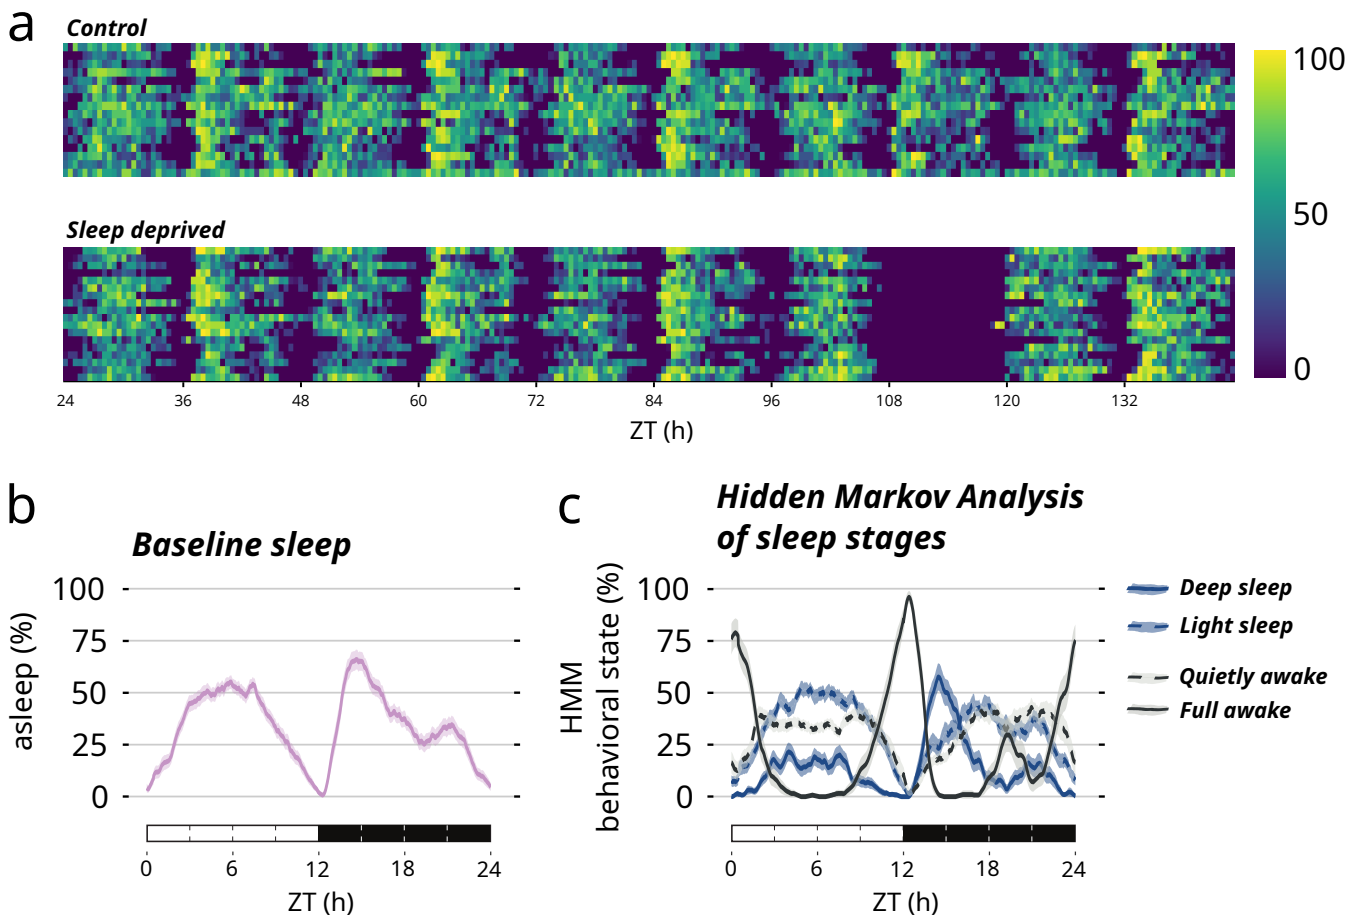 a
Control
100
50
0
Sleep deprived
24 36 48 60 72 84 96 108 120 132
ZT (h)
b
Baseline sleep
asleep (%)
100
75
50
25
0
0 6 12 18 24
ZT (h)
c
Hidden Markov Analysis
of sleep stages
HMM
behavioral state (%)
100
75
50
25
0
0 6 12 18 24
ZT (h)
Deep sleep
Light sleep
Quietly awake
Full awake